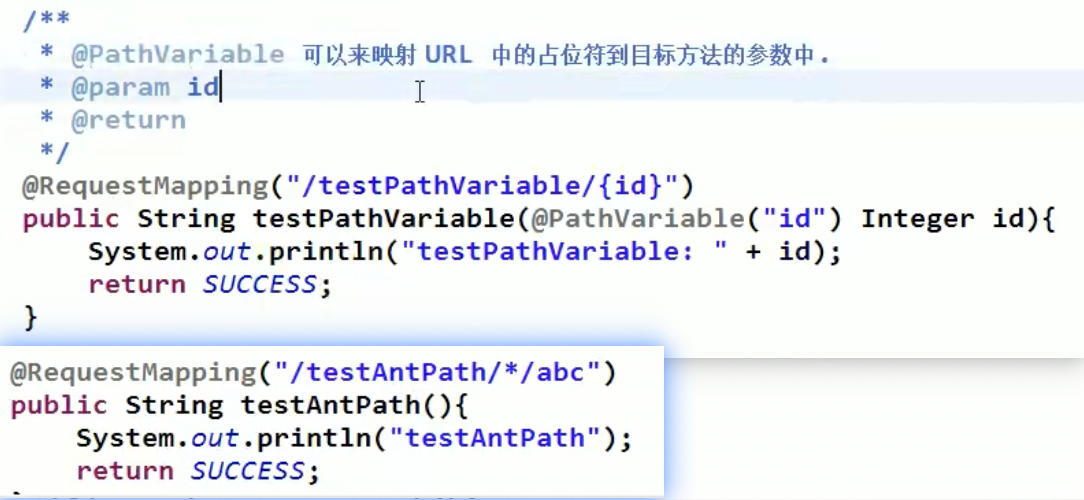 /**
 * @PathVariable 可以来映射 URL 中的占位符到目标方法的参数中.
 * @param id
 * @return
 */
@RequestMapping("/testPathVariable/{id}")
public String testPathVariable(@PathVariable("id") Integer id){
    System.out.println("testPathVariable: " + id);
    return SUCCESS;
}
@RequestMapping("/testAntPath/*/abc")
public String testAntPath(){
    System.out.println("testAntPath");
    return SUCCESS;